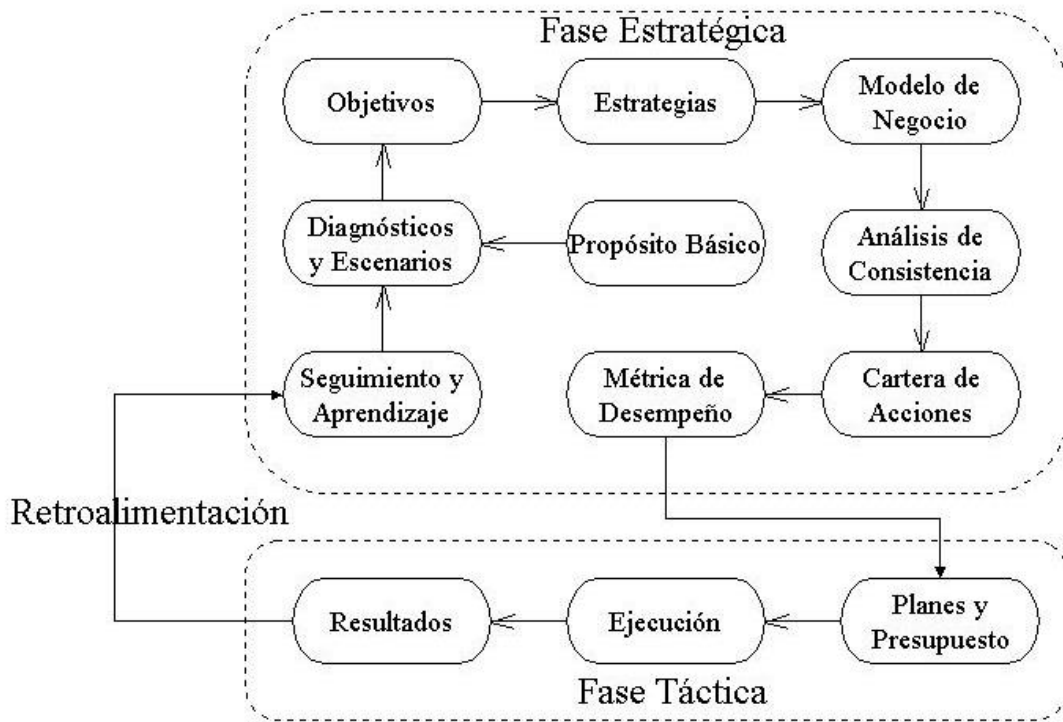 Fase Estratégica
Objetivos
Estrategias
Modelo de
Negocio
Diagnósticos
y Escenarios
Propósito Básico
Análisis de
Consistencia
Seguimiento y
Aprendizaje
Métrica de
Desempeño
Cartera de
Acciones
Retroalimentación
Resultados
Ejecución
Planes y
Presupuesto
Fase Táctica